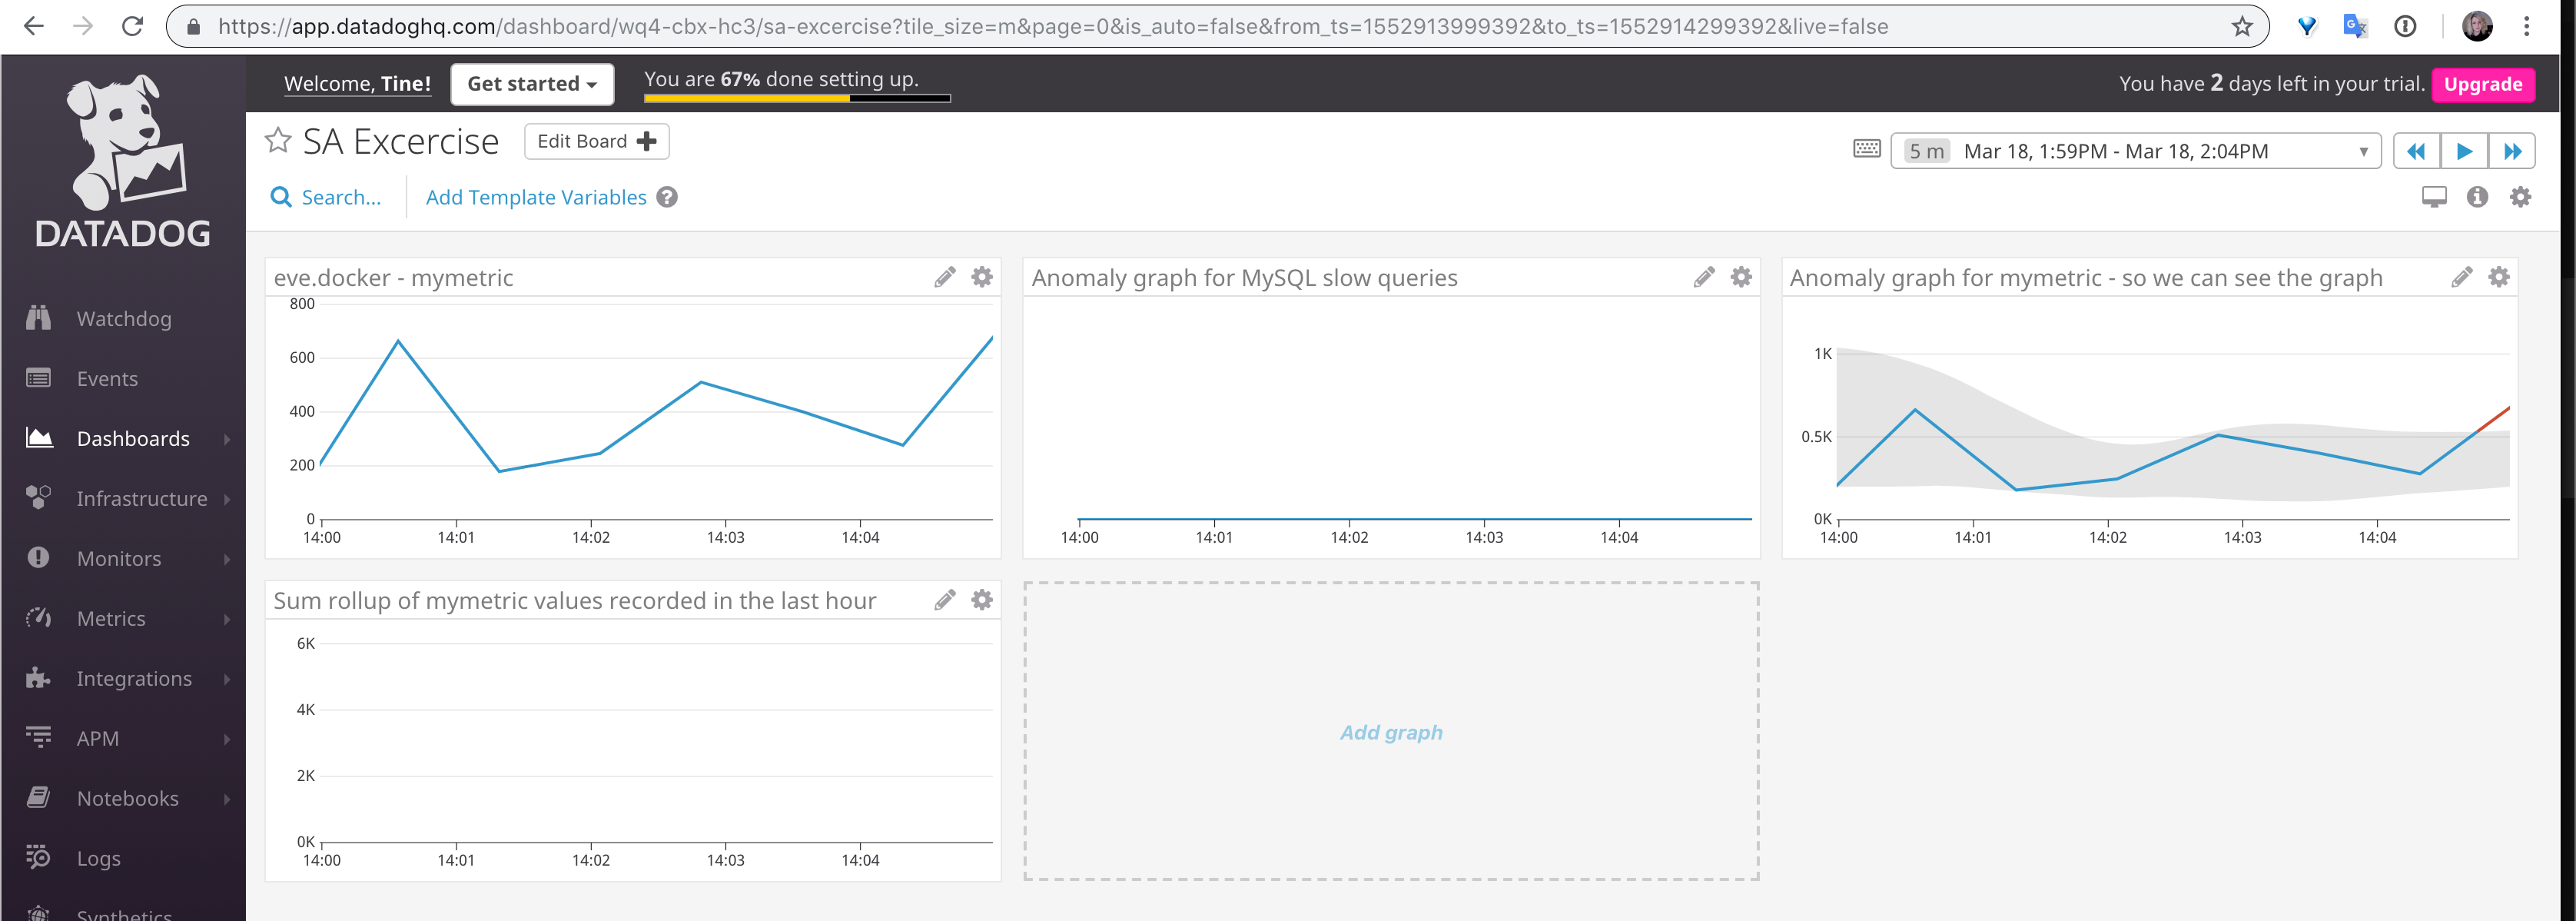 https://app.datadoghq.com/dashboard/wq4-cbx-hc3/sa-excercise?tile_size=m&page=0&is_auto=false&from_ts=1552913999392&to_ts=1552914299392&live=false
Welcome, Tine!
Get started
You are 67% done setting up.
You have 2 days left in your trial.
Upgrade
DATADOG
Watchdog
Events
Dashboards
Infrastructure
Monitors
Metrics
Integrations
APM
Notebooks
Logs
Synthetics
SA Excercise
Edit Board
5 m Mar 18, 1:59PM - Mar 18, 2:04PM
Search...
Add Template Variables ?
eve.docker - mymetric
800
600
400
200
0
14:00 14:01 14:02 14:03 14:04
Anomaly graph for MySQL slow queries
14:00 14:01 14:02 14:03 14:04
Anomaly graph for mymetric - so we can see the graph
1K
0.5K
0K
14:00 14:01 14:02 14:03 14:04
Sum rollup of mymetric values recorded in the last hour
6K
4K
2K
0K
14:00 14:01 14:02 14:03 14:04
Add graph